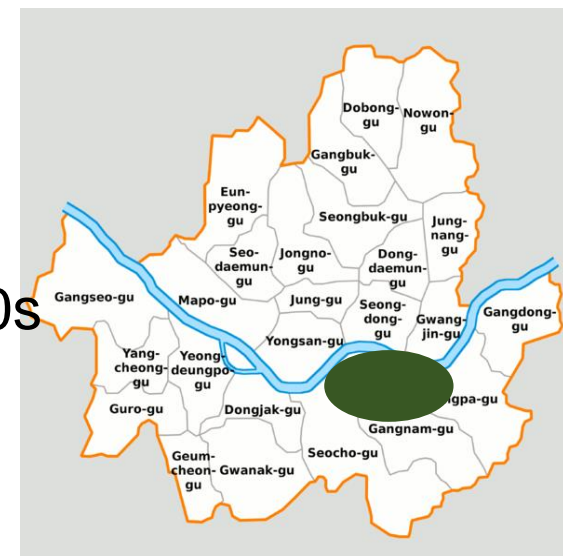 Dobong-
gu
Nowon-
gu
Gangbuk-
gu
Eun-
pyeong-
gu
Seongbuk-gu
Jung-
nang-
gu
Seo-
daemun-
gu
Jongno-
gu
Dong-
daemun-
gu
0s
Gangseo-gu
Mapo-gu
Jung-gu
Seong-
dong-
gu
Gwang-
jin-gu
Gangdong-
gu
Yongsan-gu
Yang-
cheong-
gu
Yeong-
deungpo-
gu
ngpa-gu
Guro-gu
Dongjak-gu
Gangnam-gu
Seocho-gu
Geum-
cheon-
gu
Gwanak-gu